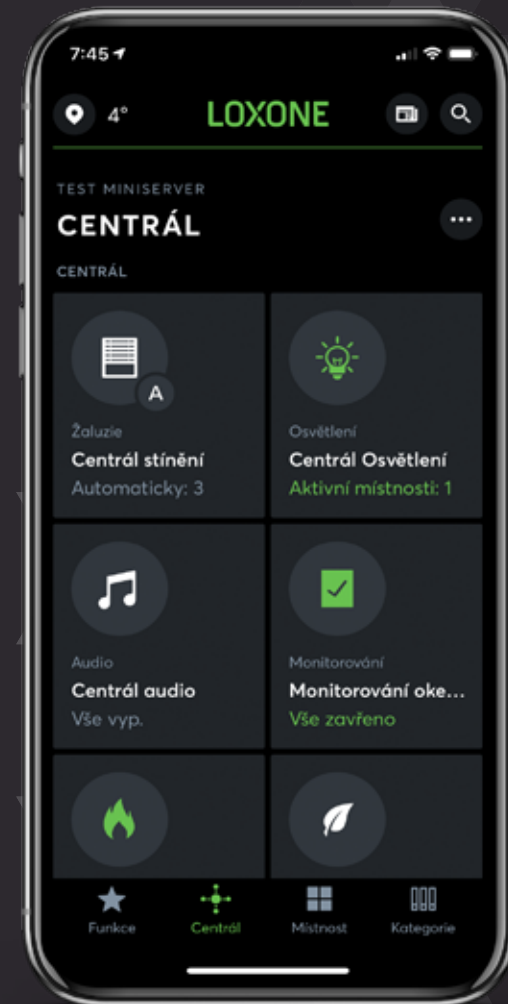 7:45
4°
LOXONE
TEST MINISERVER
CENTRÁL
CENTRÁL
A
Žaluzie
Centrál stínění
Automaticky: 3
Osvětlení
Centrál Osvětlení
Aktivní místnosti: 1
Audio
Centrál audio
Vše vyp.
Monitorování
Monitorování oke...
Vše zavřeno
Funkce
Centrál
Místnost
Kategorie